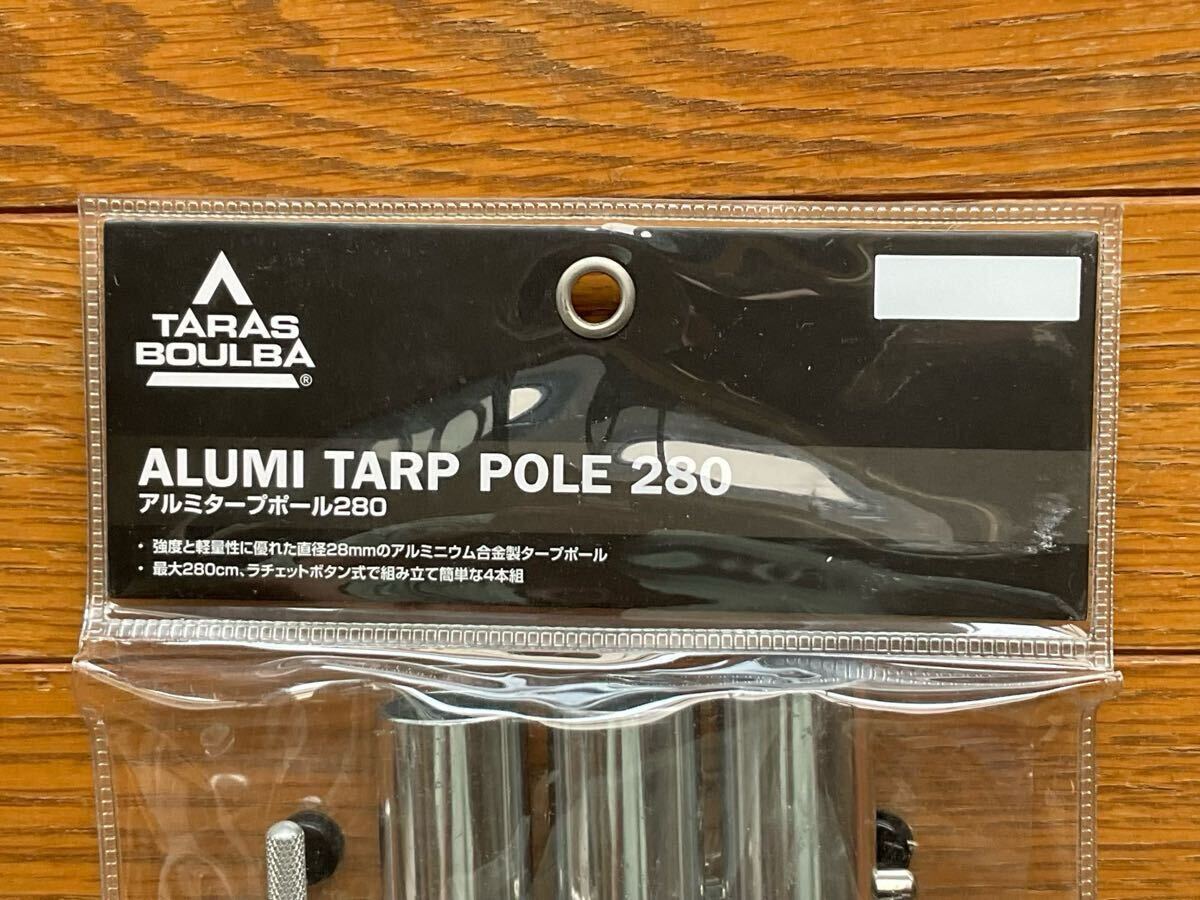 TARAS
BOULBA
®
ALUMI TARP POLE 280
アルミタープポール280
・強度と軽量性に優れた直径28mmのアルミニウム合金製タープポール
・最大280cm、ラチェットボタン式で組み立て簡単な4本組